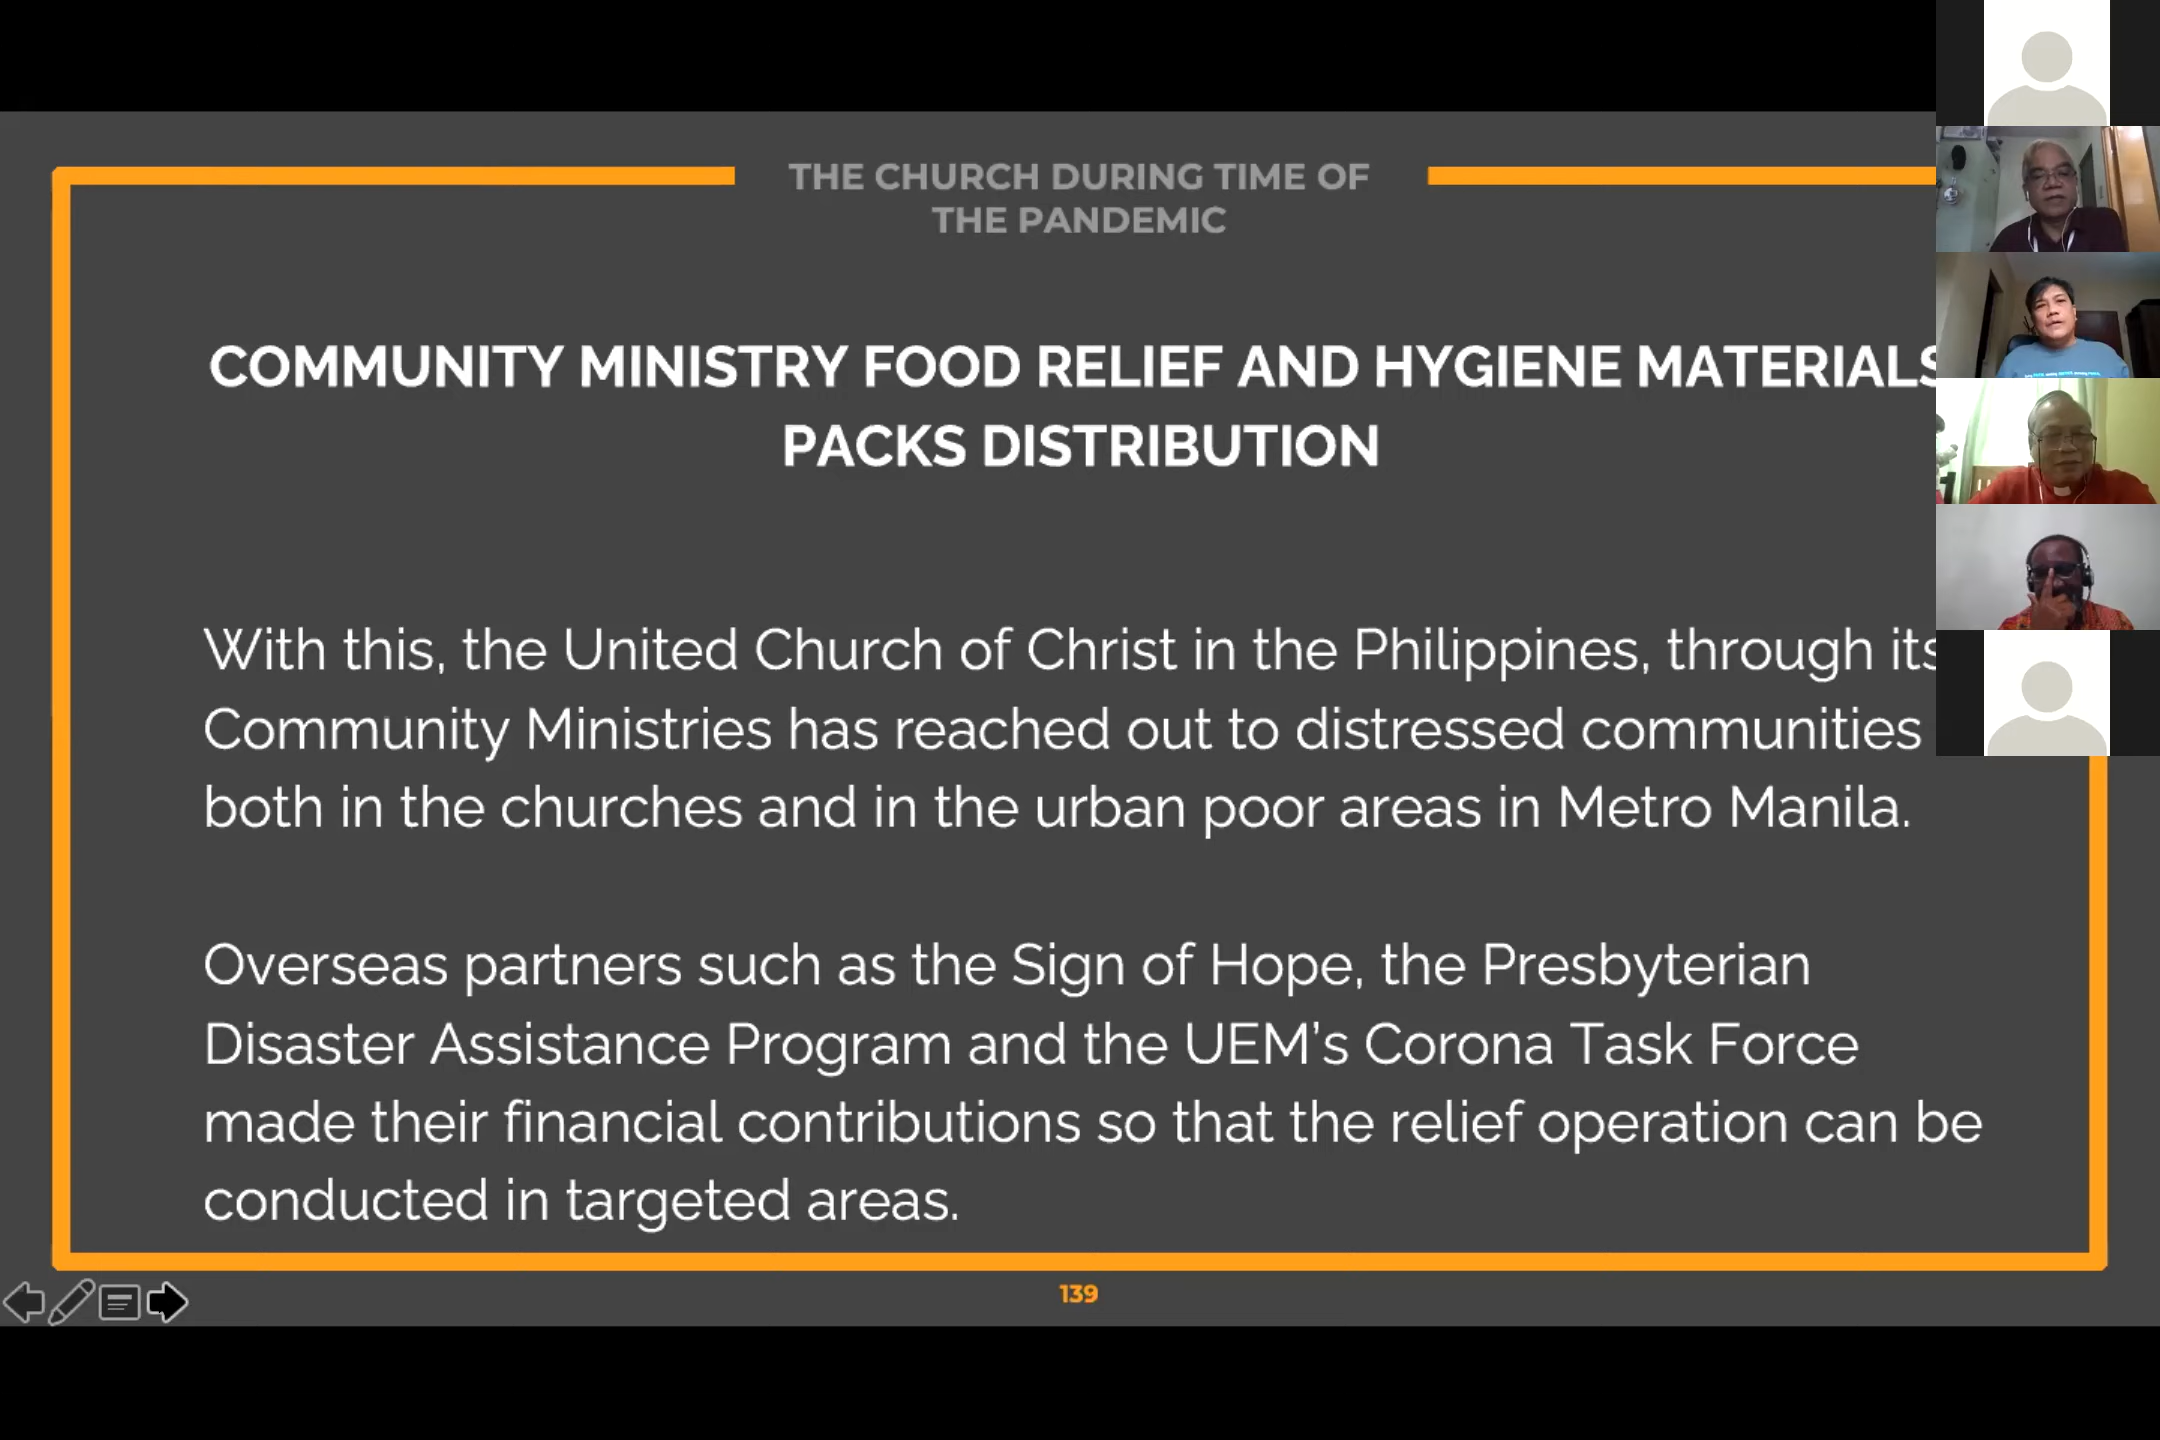 THE CHURCH DURING TIME OF
THE PANDEMIC
COMMUNITY MINISTRY FOOD RELIEF AND HYGIENE MATERIALS
PACKS DISTRIBUTION
With this, the United Church of Christ in the Philippines, through its
Community Ministries has reached out to distressed communities
both in the churches and in the urban poor areas in Metro Manila.
Overseas partners such as the Sign of Hope, the Presbyterian
Disaster Assistance Program and the UEM's Corona Task Force
made their financial contributions so that the relief operation can be
conducted in targeted areas.
139